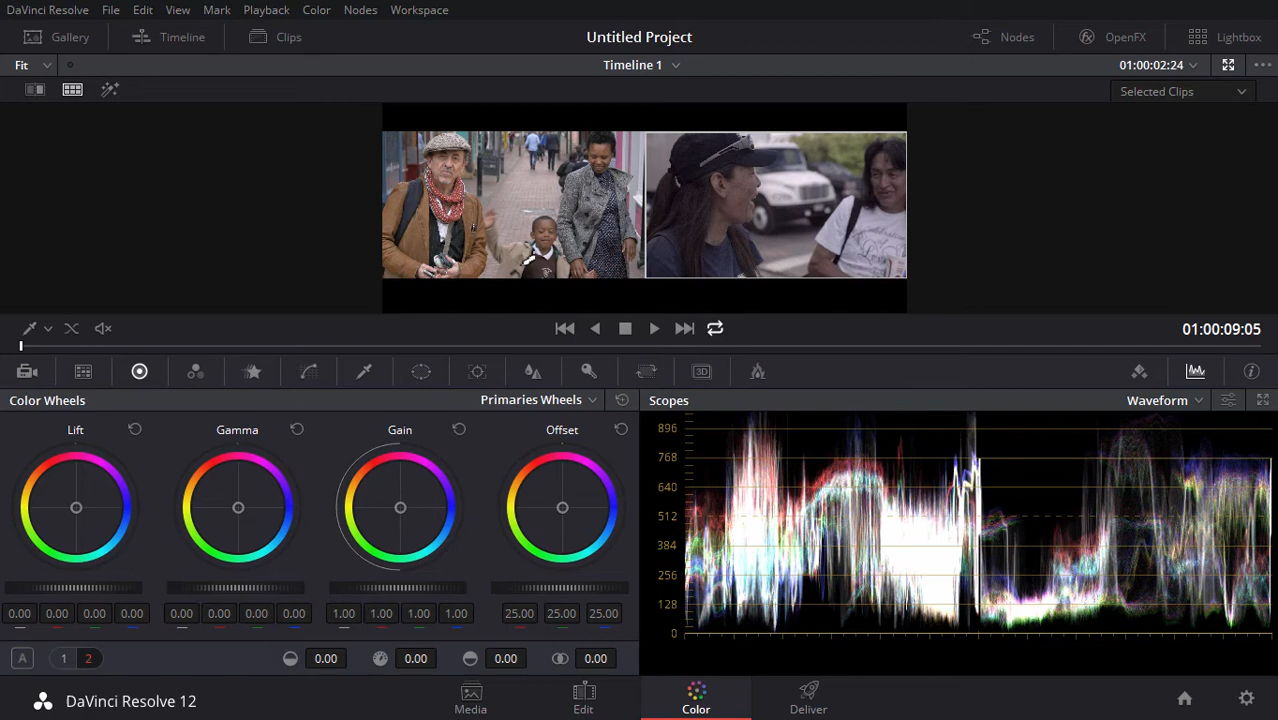 DaVinci Resolve File Edit View Mark Playback Color Nodes Workspace
Gallery Timeline Clips Untitled Project Nodes OpenFX Lightbox
Fit Timeline 1 01:00:02:24
Selected Clips
01:00:09:05
3D
Color Wheels Primaries Wheels Scopes Waveform
Lift Gamma Gain Offset
896
768
640
512
384
256
128
0
0.00 0.00 0.00 0.00 0.00 0.00 0.00 0.00 1.00 1.00 1.00 1.00 25.00 25.00 25.00
A 1 2 0.00 0.00 0.00 0.00
DaVinci Resolve 12 Media Edit Color Deliver